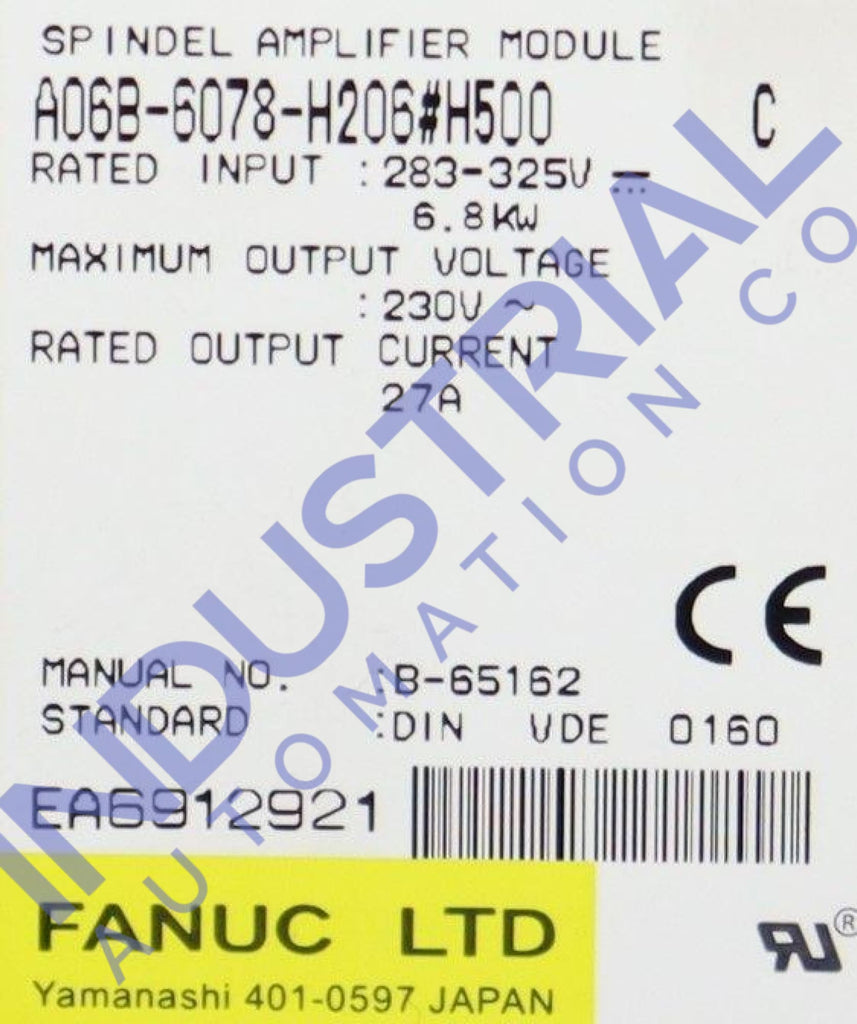 SPINDEL AMPLIFIER MODULE
A06B-6078-H206#H500 C
RATED INPUT :283-325V
6.8kW
MAXIMUM OUTPUT VOLTAGE
:230V ~
RATED OUTPUT CURRENT
27A
CE
MANUAL NO. :B-65162
STANDARD :DIN VDE 0160
EA6912921
FANUC LTD
Yamanashi 401-0597 JAPAN
RU®
INDUSTRIAL
AUTOMATION CO